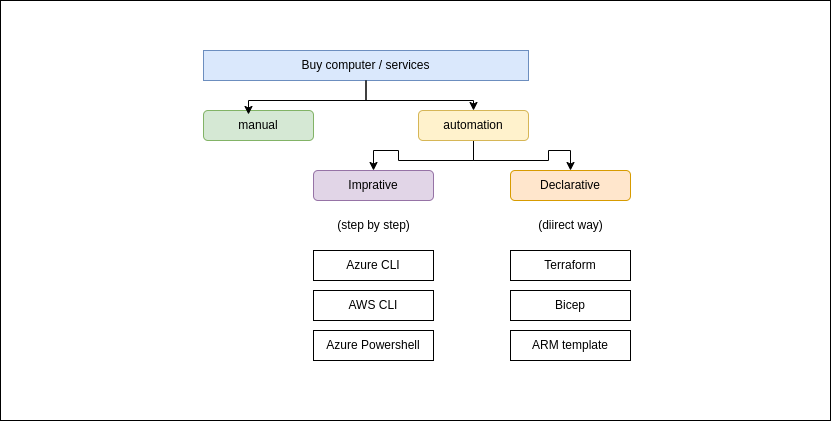 Buy computer / services
manual
automation
Imprative
Declarative
(step by step)
(diirect way)
Azure CLI
Terraform
AWS CLI
Bicep
Azure Powershell
ARM template